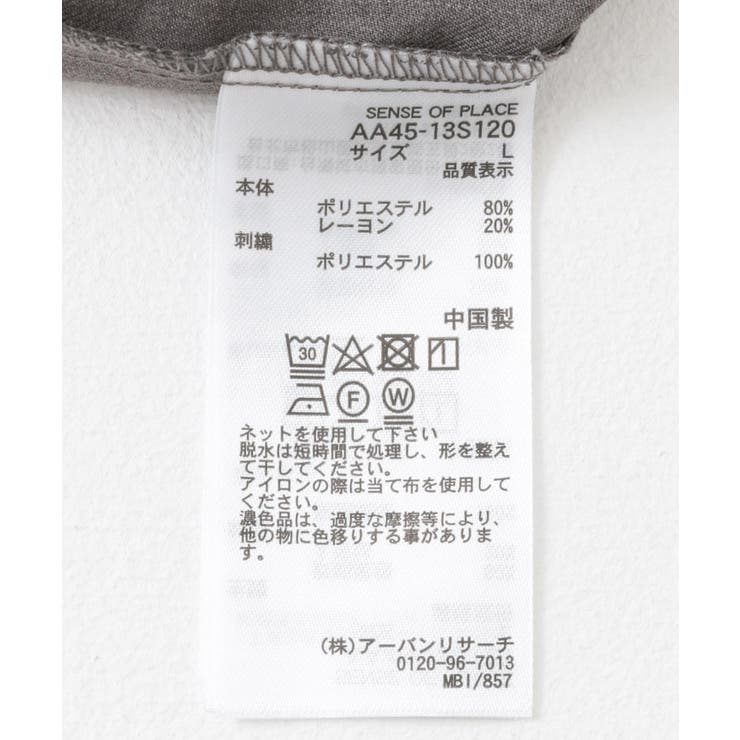 SENSE OF PLACE
AA45-13S120
サイズ L
品質表示
本体
ポリエステル 80%
レーヨン 20%
刺繍
ポリエステル 100%
中国製
30
F W
ネットを使用して下さい
脱水は短時間で処理し、形を整え
て干してください。
アイロンの際は当て布を使用して
ください。
濃色品は、過度な摩擦等により、
他の物に色移りする事がありま
す。
(株)アーバンリサーチ
0120-96-7013
MBI/857